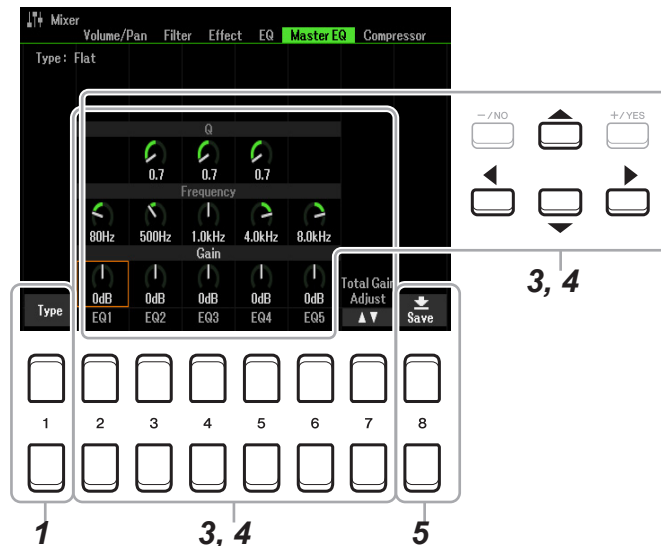 Mixer
Volume/Pan Filter Effect EQ Master EQ Compressor
Type: Flat
Q
0.7 0.7 0.7
Frequency
80Hz 500Hz 1.0kHz 4.0kHz 8.0kHz
Gain
0dB 0dB 0dB 0dB 0dB
Type EQ1 EQ2 EQ3 EQ4 EQ5
Total Gain
Adjust
▲▼
Save
−/NO +/YES
3, 4
1 2 3 4 5 6 7 8
1 3, 4 5